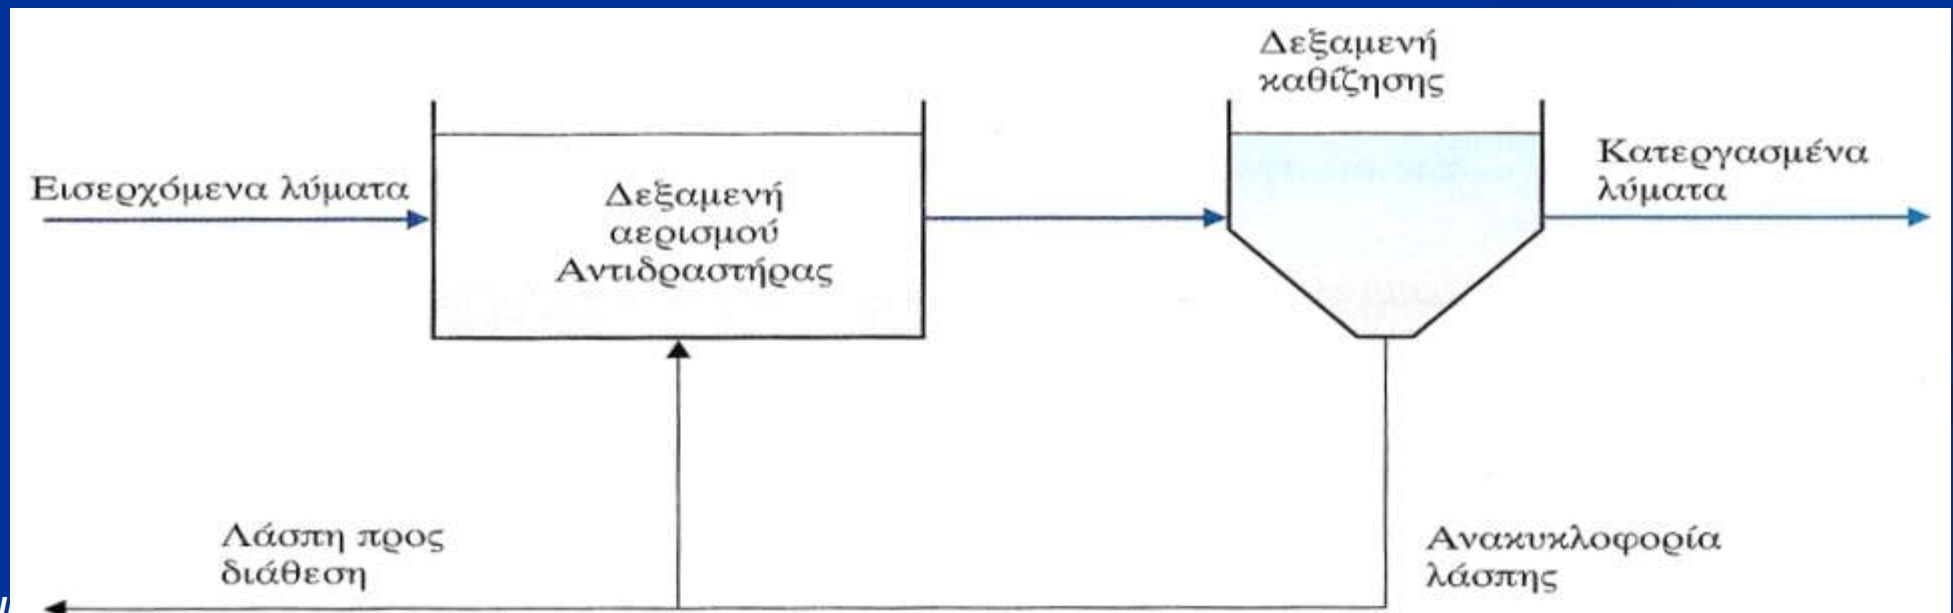 Δεξαμενή
καθίζησης
Εισερχόμενα λύματα
Δεξαμενή
αερισμού
Αντιδραστήρας
Κατεργασμένα
λύματα
Λάσπη προς
διάθεση
Ανακυκλοφορία
λάσπης